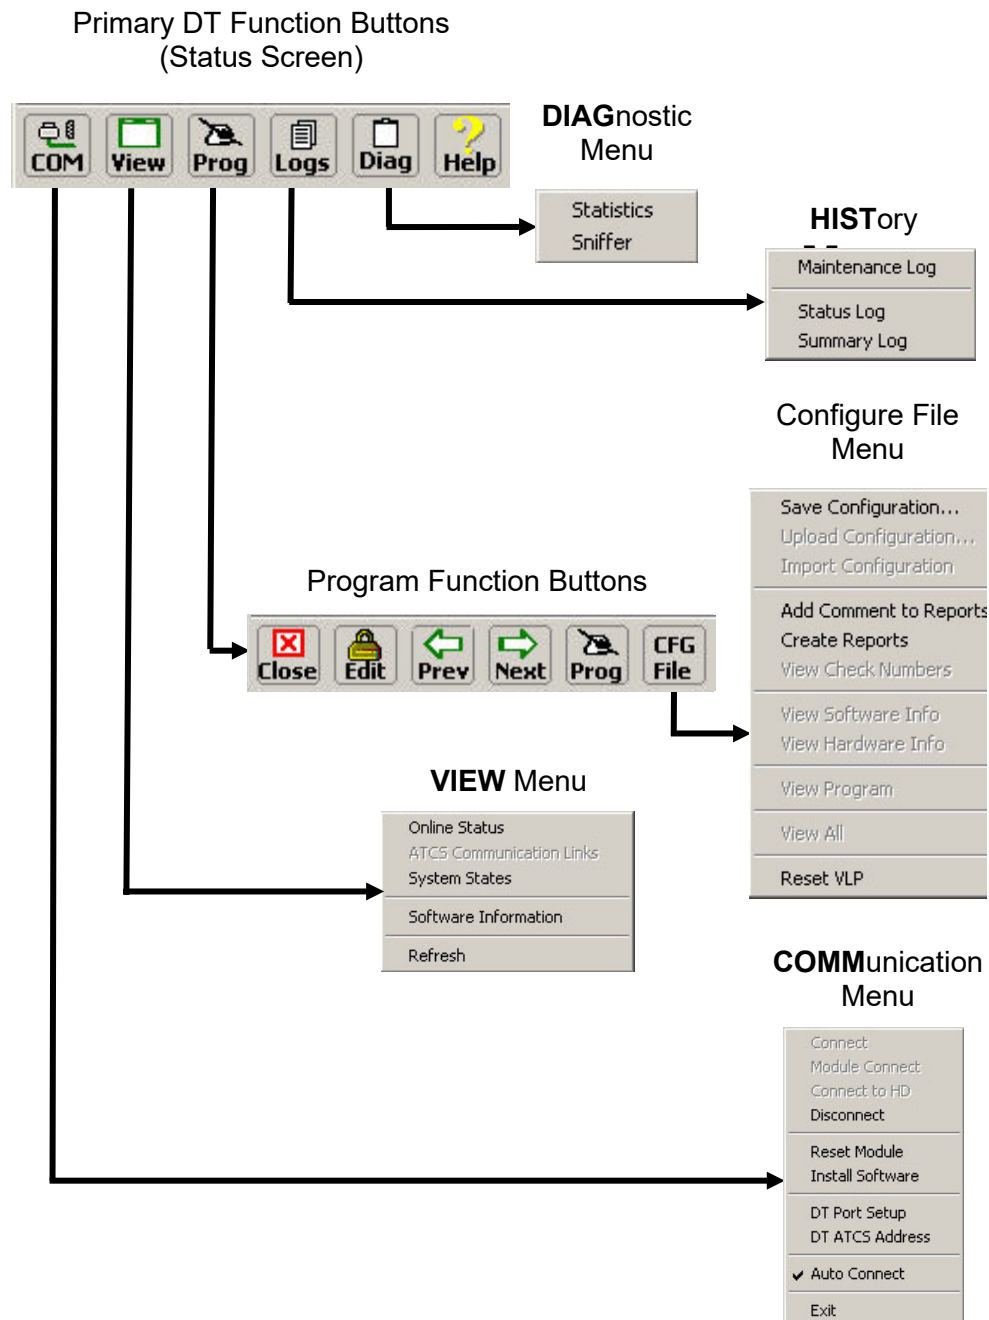 Primary DT Function Buttons
(Status Screen)
COM View Prog Logs Diag Help
DIAGnostic
Menu
Statistics
Sniffer
HISTory
Maintenance Log
Status Log
Summary Log
Configure File
Menu
Save Configuration...
Upload Configuration...
Import Configuration
Add Comment to Reports
Create Reports
View Check Numbers
View Software Info
View Hardware Info
View Program
View All
Reset VLP
Program Function Buttons
Close Edit Prev Next Prog CFG File
VIEW Menu
Online Status
ATCS Communication Links
System States
Software Information
Refresh
COMMunication
Menu
Connect
Module Connect
Connect to HD
Disconnect
Reset Module
Install Software
DT Port Setup
DT ATCS Address
Auto Connect
Exit